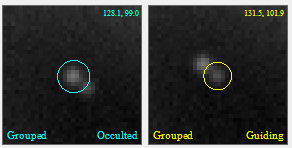 128.1, 99.0
Grouped Occulted
131.5, 101.9
Grouped Guiding